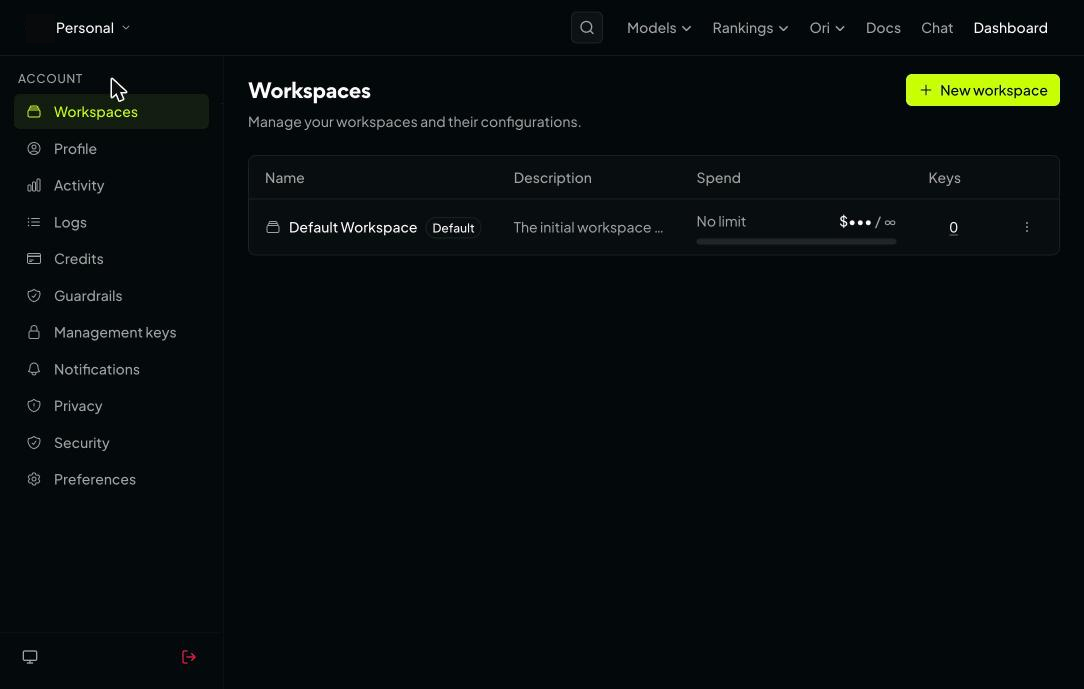 Personal
Models
Rankings
Ori
Docs
Chat
Dashboard
ACCOUNT
Workspaces
Profile
Activity
Logs
Credits
Guardrails
Management keys
Notifications
Privacy
Security
Preferences
Workspaces
New workspace
Manage your workspaces and their configurations.
Name Description Spend Keys
Default Workspace Default The initial workspace ... No limit $••• / ∞ 0